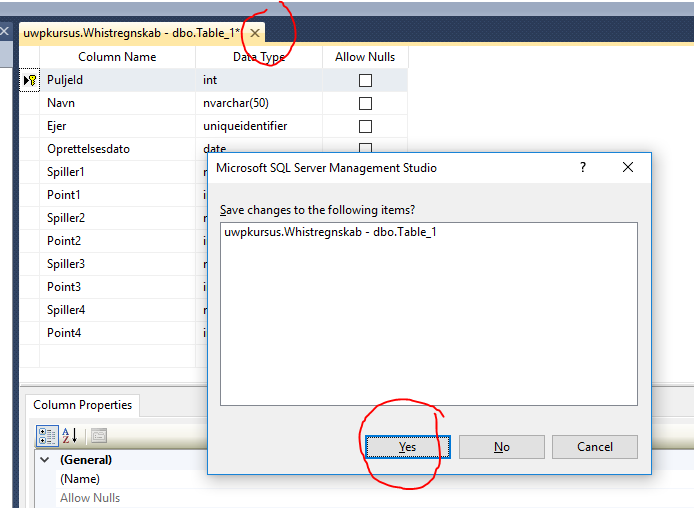 uwpkursus.Whistregnskab - dbo.Table_1*
Column Name Data Type Allow Nulls
PuljeId int
Navn nvarchar(50)
Ejer uniqueidentifier
Oprettelsesdato date
Spiller1
Point1
Spiller2
Point2
Spiller3
Point3
Spiller4
Point4
Microsoft SQL Server Management Studio ?
Save changes to the following items?
uwpkursus.Whistregnskab - dbo.Table_1
Yes No Cancel
Column Properties
(General)
(Name)
Allow Nulls